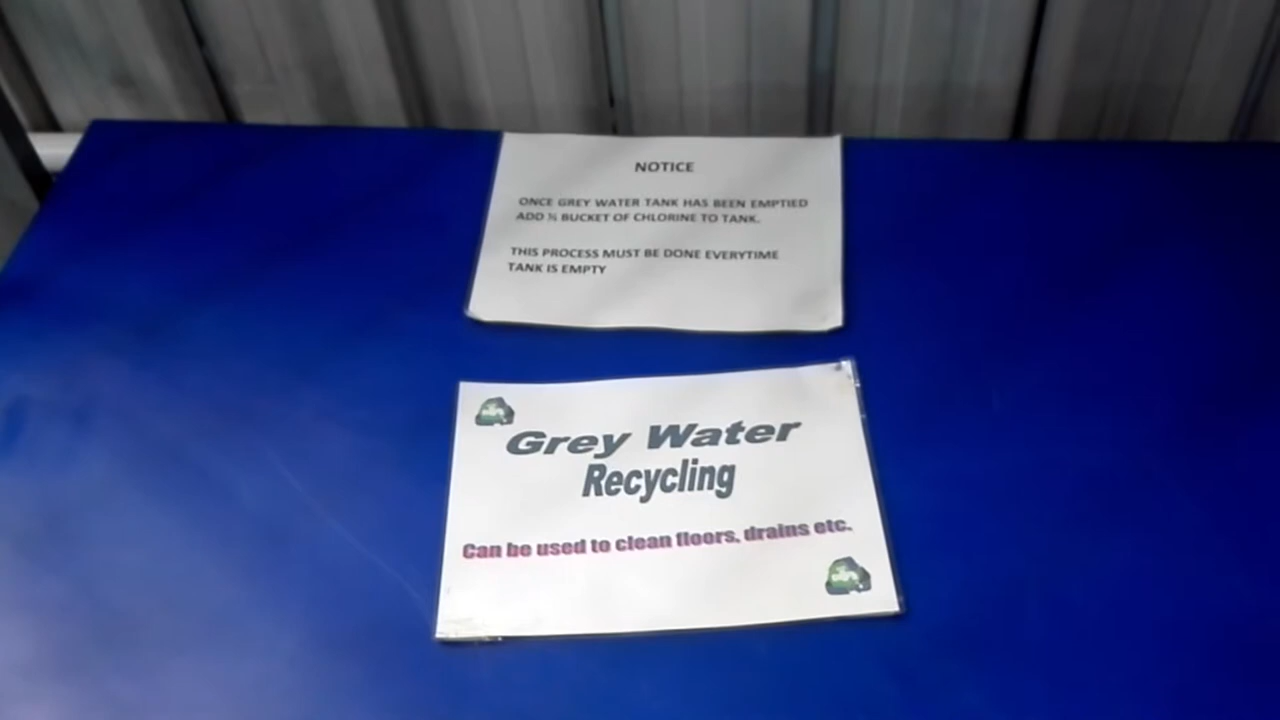 NOTICE
ONCE GREY WATER TANK HAS BEEN EMPTIED
ADD ½ BUCKET OF CHLORINE TO TANK.
THIS PROCESS MUST BE DONE EVERYTIME
TANK IS EMPTY
Grey Water
Recycling
Can be used to clean floors, drains etc.